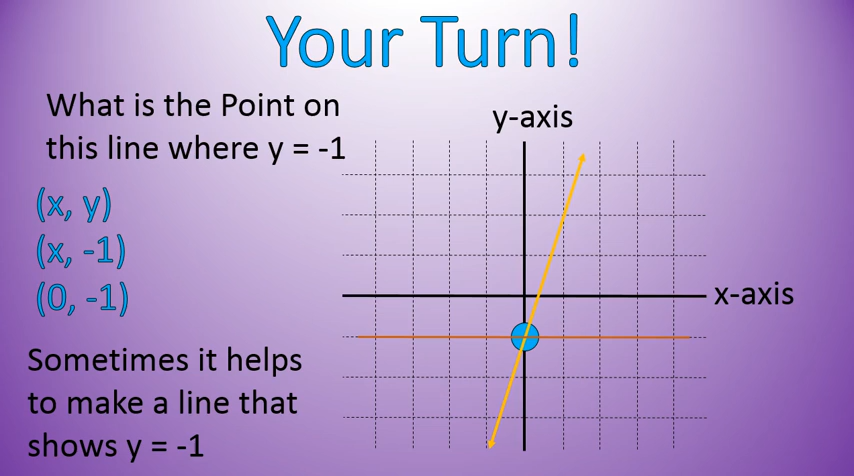 Your Turn!
What is the Point on
this line where y = -1
(x, y)
(x, -1)
(0, -1)
Sometimes it helps
to make a line that
shows y = -1
y-axis
x-axis